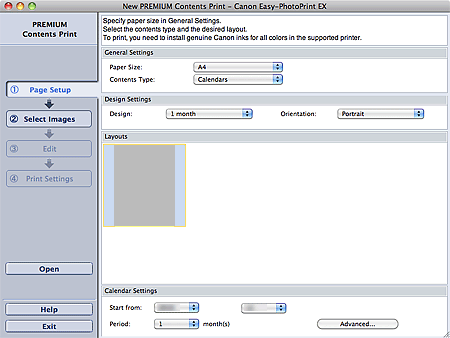 New PREMIUM Contents Print - Canon Easy-PhotoPrint EX
PREMIUM
Contents Print
Specify paper size in General Settings.
Select the contents type and the desired layout.
To print, you need to install genuine Canon inks for all colors in the supported printer.
① Page Setup
② Select Images
③ Edit
④ Print Settings
Open
Help
Exit
General Settings
Paper Size: A4
Contents Type: Calendars
Design Settings
Design: 1 month Orientation: Portrait
Layouts
Calendar Settings
Start from:
Period: 1 month(s) Advanced...